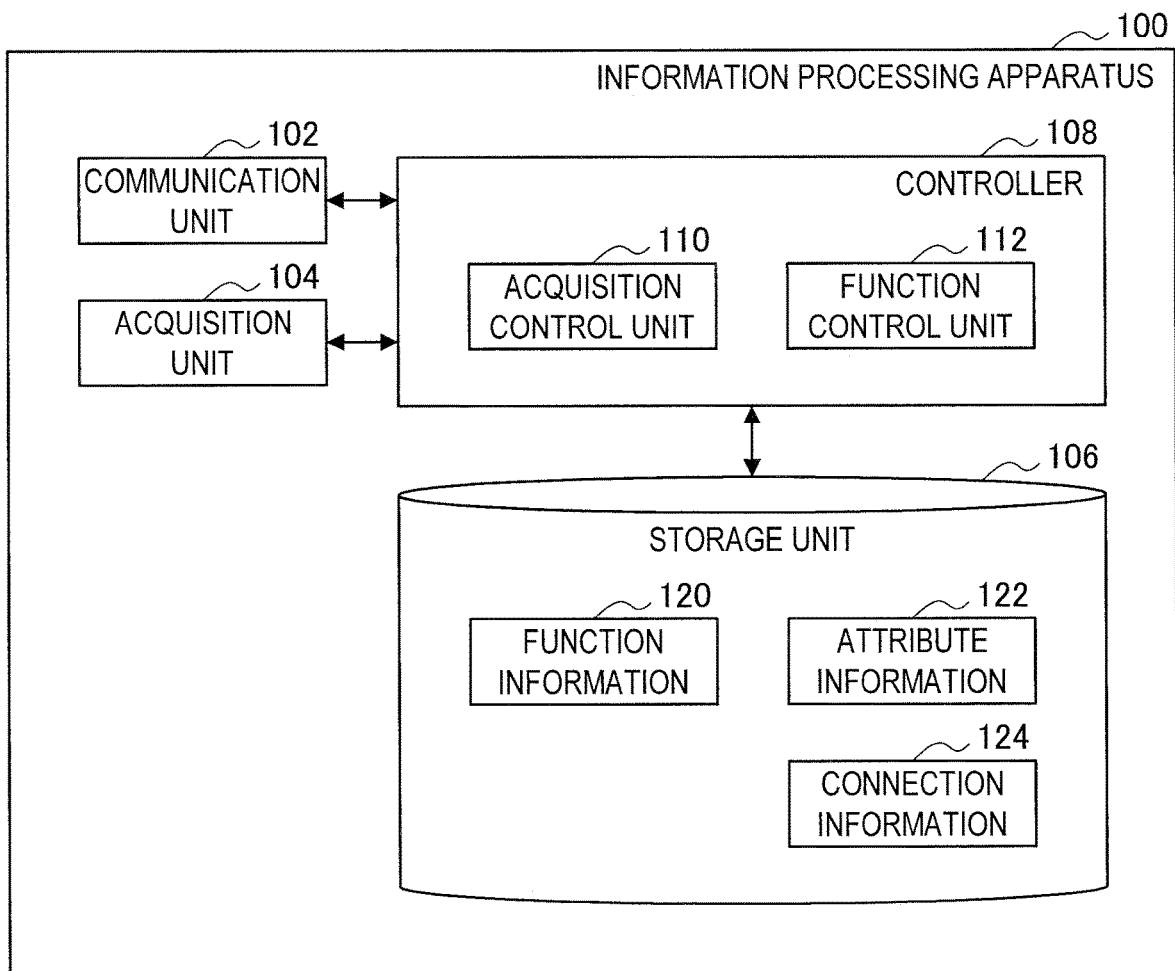 100
INFORMATION PROCESSING APPARATUS
102
COMMUNICATION
UNIT
104
ACQUISITION
UNIT
108
CONTROLLER
110
ACQUISITION
CONTROL UNIT
112
FUNCTION
CONTROL UNIT
106
STORAGE UNIT
120
FUNCTION
INFORMATION
122
ATTRIBUTE
INFORMATION
124
CONNECTION
INFORMATION